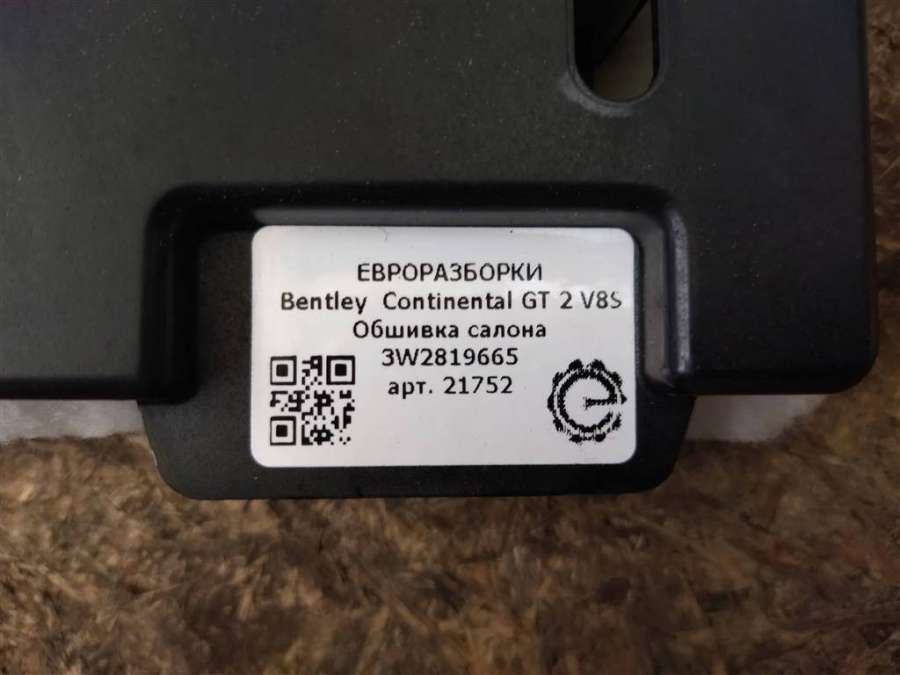 ЕВРОРАЗБОРКИ
Bentley Continental GT 2 V8S
Обшивка салона
3W2819665
арт. 21752